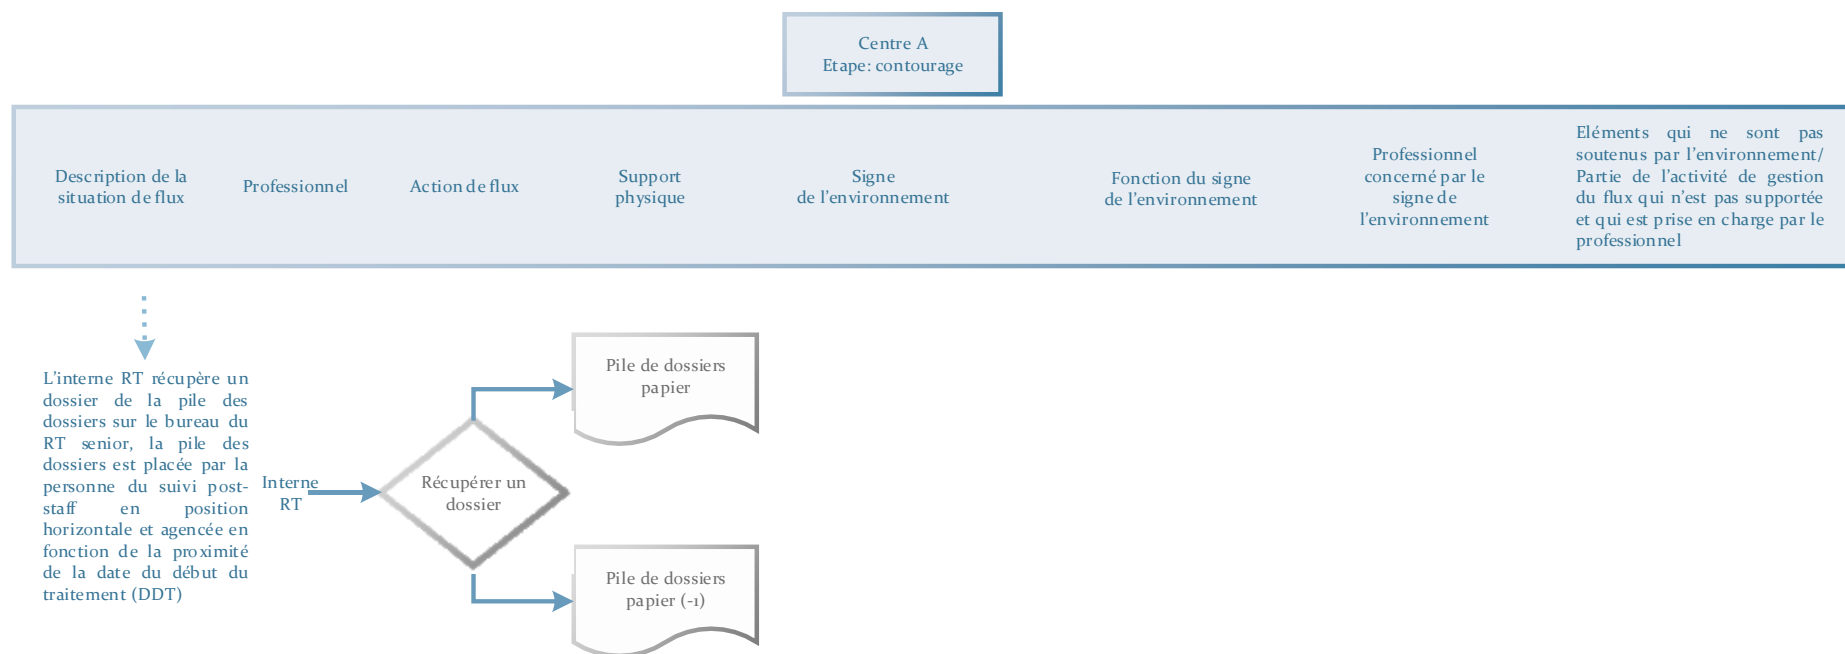 Centre A
Etape: contourage
Description de la
situation de flux
Professionnel
Action de flux
Support
physique
Signe
de l'environnement
Fonction du signe
de l'environnement
Professionnel
concerné par le
signe de
l'environnement
Eléments qui ne sont pas
soutenus par l'environnement/
Partie de l'activité de gestion
du flux qui n'est pas supportée
et qui est prise en charge par le
professionnel
L'interne RT récupère un
dossier de la pile des
dossiers sur le bureau du
RT senior, la pile des
dossiers est placée par la
personne du suivi post-
staff en position
horizontale et agencée en
fonction de la proximité
de la date du début du
traitement (DDT)
Interne
RT
Récupérer un
dossier
Pile de dossiers
papier
Pile de dossiers
papier (-1)